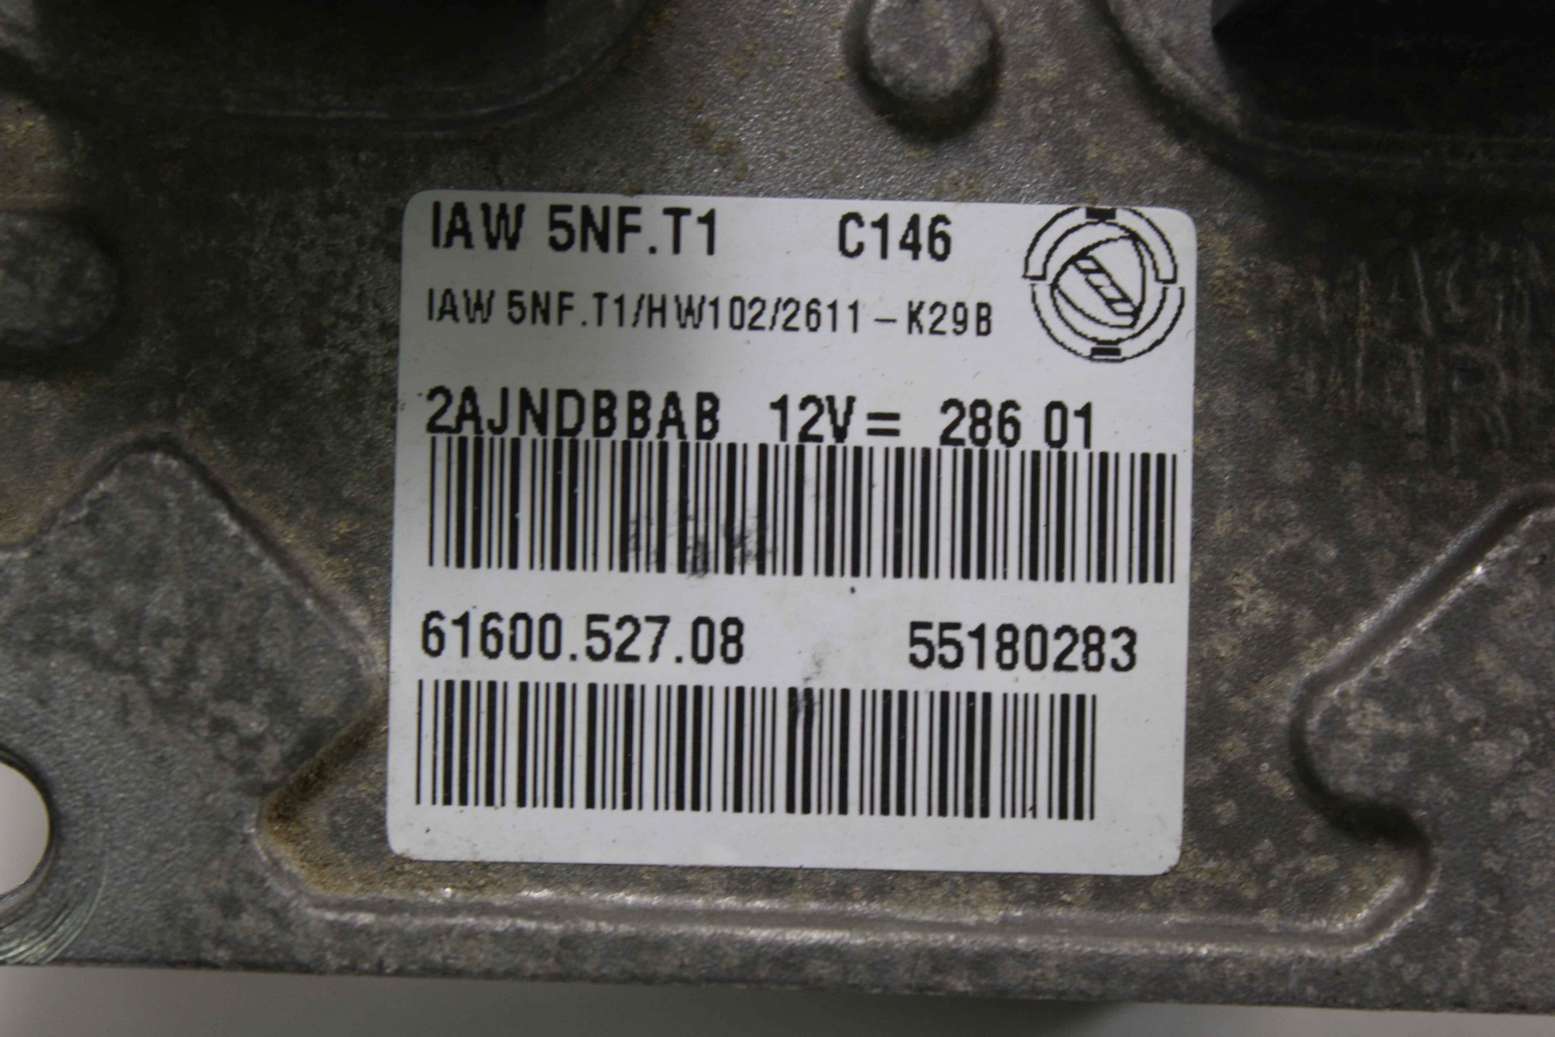 IAW 5NF.T1 C146
IAW 5NF.T1/HW102/2611-K29B
2AJNDBBAB 12V= 286 01
61600.527.08 55180283